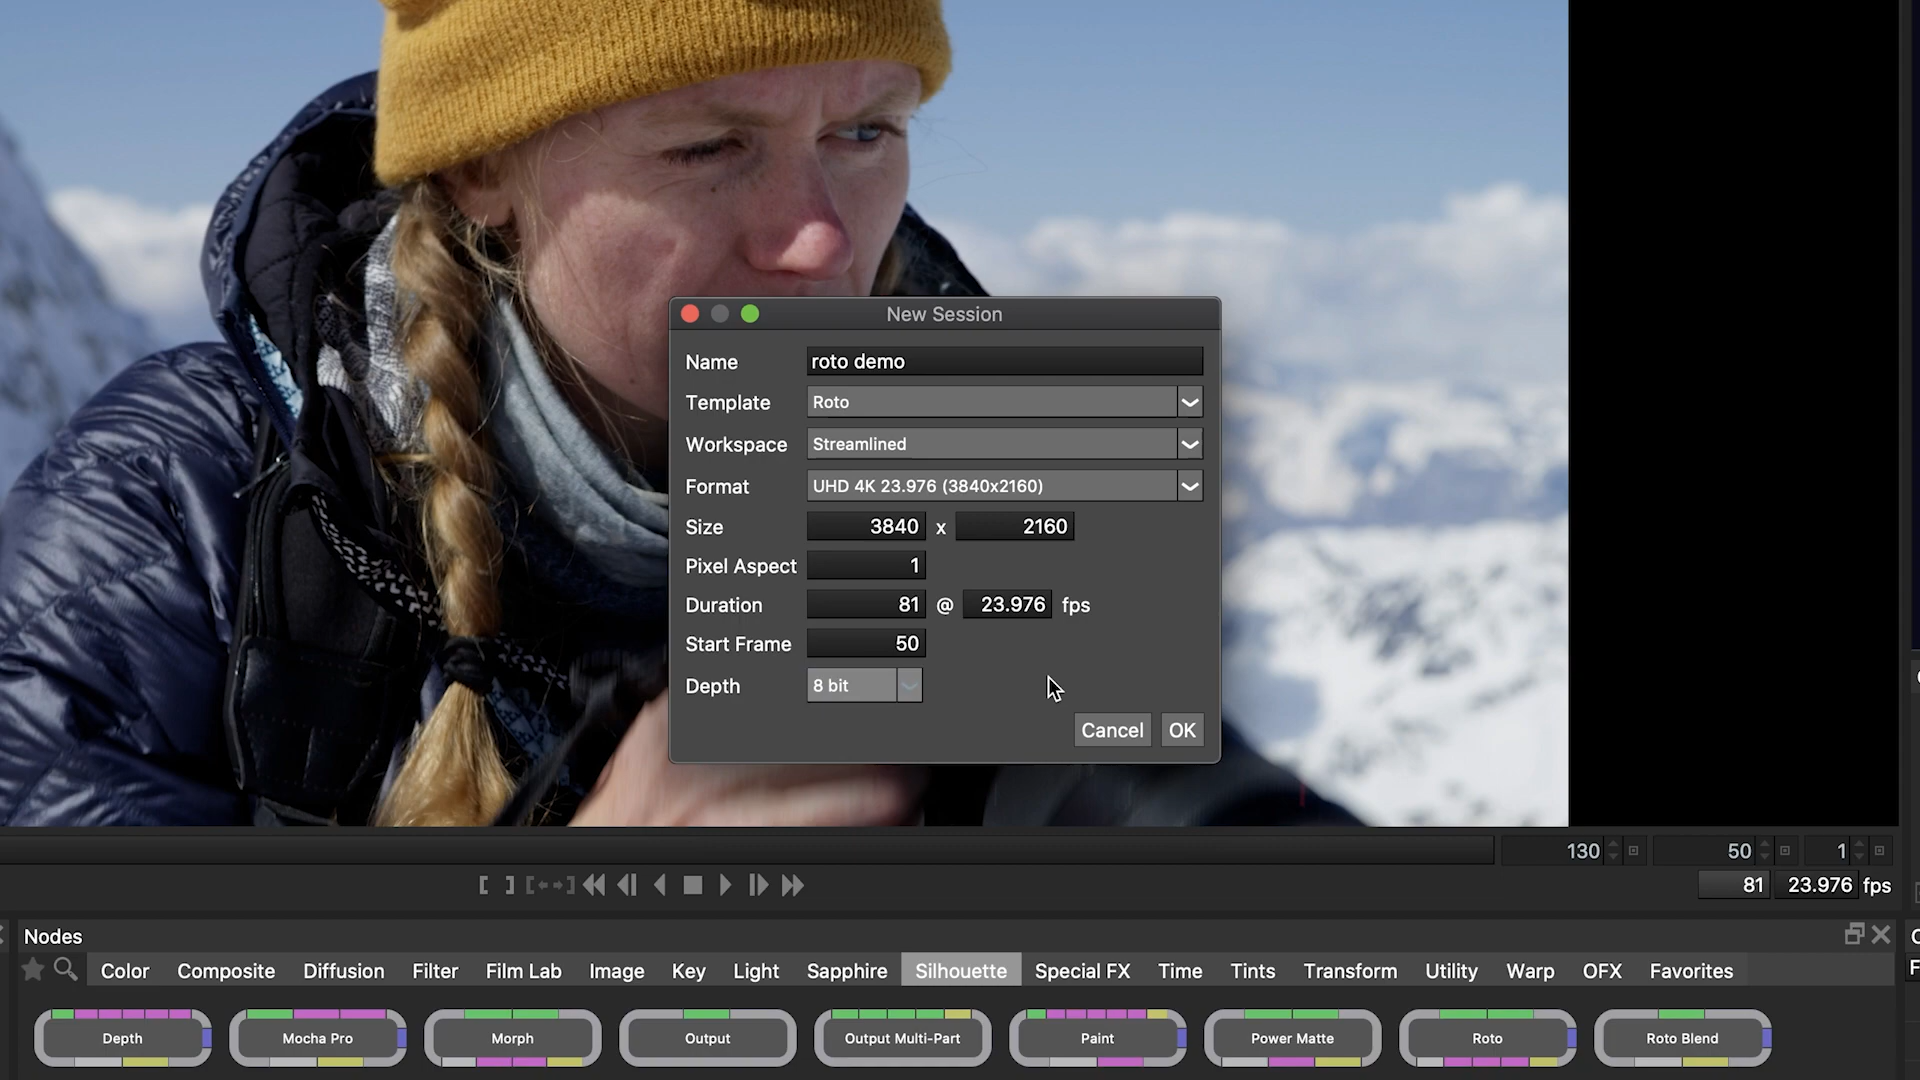 New Session
Name roto demo
Template Roto
Workspace Streamlined
Format UHD 4K 23.976 (3840x2160)
Size 3840 x 2160
Pixel Aspect 1
Duration 81 @ 23.976 fps
Start Frame 50
Depth 8 bit
Cancel OK
130 50 1
81 23.976 fps
Nodes
Color Composite Diffusion Filter Film Lab Image Key Light Sapphire Silhouette Special FX Time Tints Transform Utility Warp OFX Favorites
Depth Mocha Pro Morph Output Output Multi-Part Paint Power Matte Roto Roto Blend